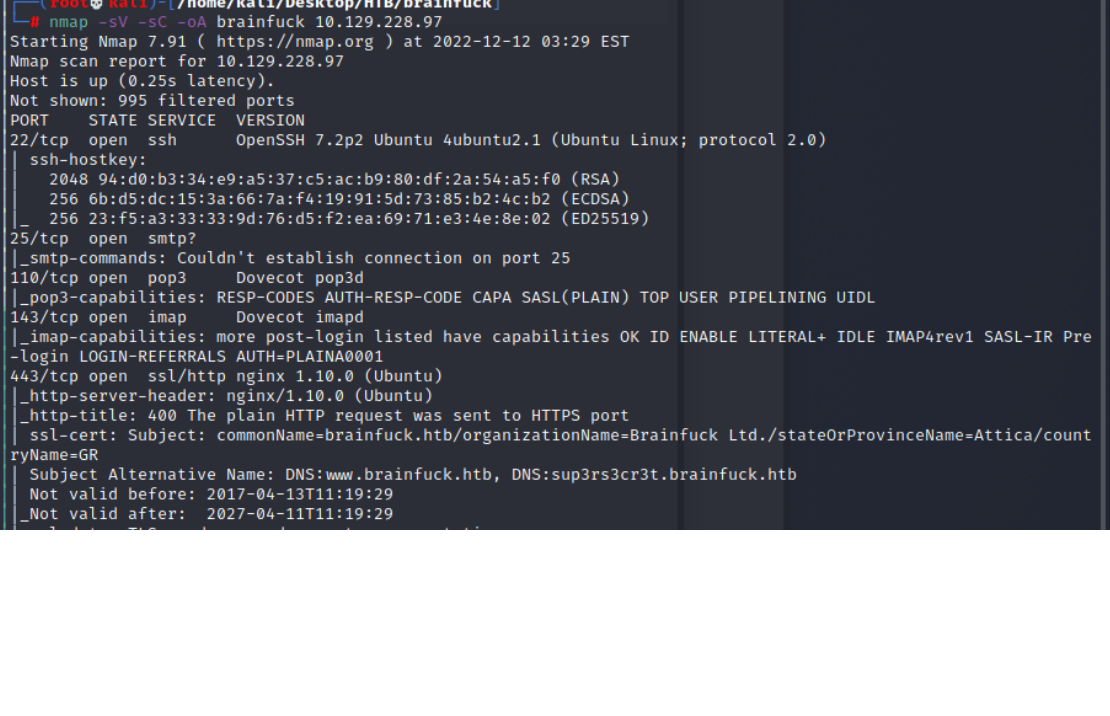 (root💀kali)-[/home/kali/Desktop/HTB/brainfuck]
# nmap -sV -sC -oA brainfuck 10.129.228.97
Starting Nmap 7.91 ( https://nmap.org ) at 2022-12-12 03:29 EST
Nmap scan report for 10.129.228.97
Host is up (0.25s latency).
Not shown: 995 filtered ports
PORT    STATE SERVICE  VERSION
22/tcp  open  ssh      OpenSSH 7.2p2 Ubuntu 4ubuntu2.1 (Ubuntu Linux; protocol 2.0)
| ssh-hostkey:
|   2048 94:d0:b3:34:e9:a5:37:c5:ac:b9:80:df:2a:54:a5:f0 (RSA)
|   256 6b:d5:dc:15:3a:66:7a:f4:19:91:5d:73:85:b2:4c:b2 (ECDSA)
|_  256 23:f5:a3:33:33:9d:76:d5:f2:ea:69:71:e3:4e:8e:02 (ED25519)
25/tcp  open  smtp?
|_smtp-commands: Couldn't establish connection on port 25
110/tcp open  pop3     Dovecot pop3d
|_pop3-capabilities: RESP-CODES AUTH-RESP-CODE CAPA SASL(PLAIN) TOP USER PIPELINING UIDL
143/tcp open  imap     Dovecot imapd
|_imap-capabilities: more post-login listed have capabilities OK ID ENABLE LITERAL+ IDLE IMAP4rev1 SASL-IR Pre
-login LOGIN-REFERRALS AUTH=PLAINA0001
443/tcp open  ssl/http nginx 1.10.0 (Ubuntu)
|_http-server-header: nginx/1.10.0 (Ubuntu)
|_http-title: 400 The plain HTTP request was sent to HTTPS port
| ssl-cert: Subject: commonName=brainfuck.htb/organizationName=Brainfuck Ltd./stateOrProvinceName=Attica/count
ryName=GR
| Subject Alternative Name: DNS:www.brainfuck.htb, DNS:sup3rs3cr3t.brainfuck.htb
| Not valid before: 2017-04-13T11:19:29
|_Not valid after:  2027-04-11T11:19:29